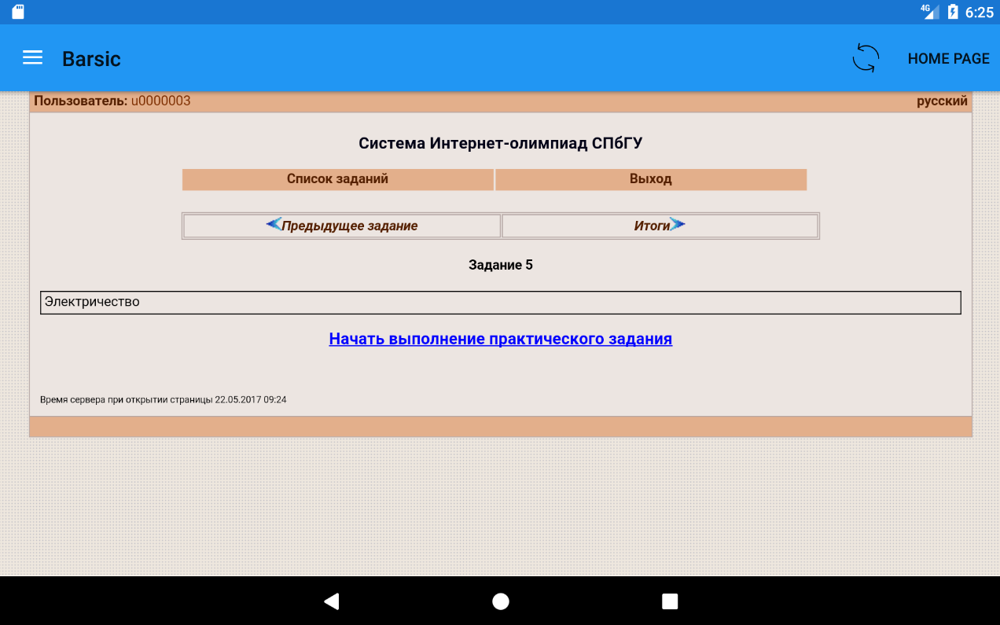 4G 6:25
Barsic HOME PAGE
Пользователь: u0000003 русский
Система Интернет-олимпиад СПбГУ
Список заданий Выход
Предыдущее задание Итоги
Задание 5
Электричество
Начать выполнение практического задания
Время сервера при открытии страницы 22.05.2017 09:24